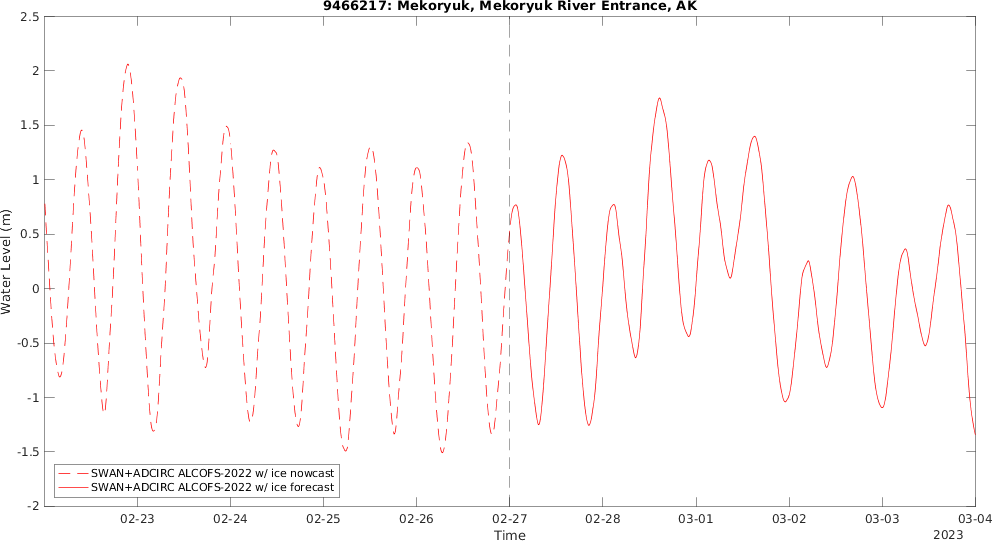 9466217: Mekoryuk, Mekoryuk River Entrance, AK
2.5
2
1.5
1
0.5
0
-0.5
-1
-1.5
-2
Water Level (m)
SWAN+ADCIRC ALCOFS-2022 w/ ice nowcast
SWAN+ADCIRC ALCOFS-2022 w/ ice forecast
02-23 02-24 02-25 02-26 02-27 02-28 03-01 03-02 03-03 03-04
Time
2023